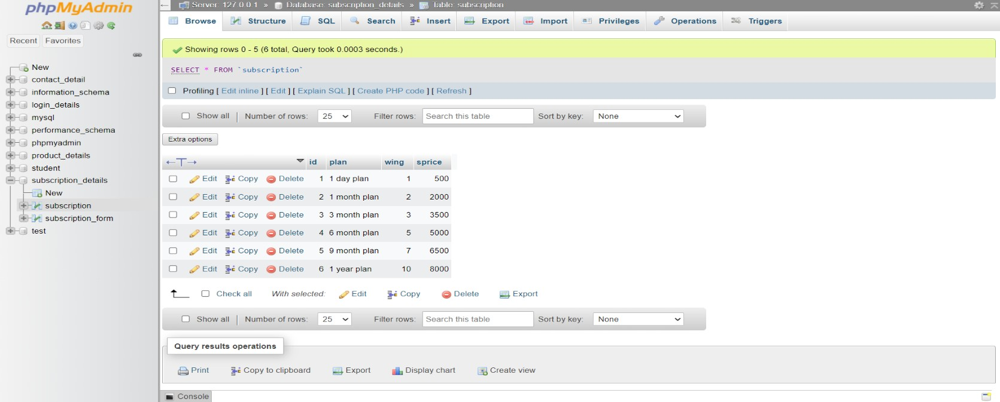 phpMyAdmin
Recent Favorites
New
contact_detail
information_schema
login_details
mysql
performance_schema
phpmyadmin
product_details
student
subscription_details
New
subscription
subscription_form
test
Server: 127.0.0.1 » Database: subscription_details » Table: subscription
Browse Structure SQL Search Insert Export Import Privileges Operations Triggers
Showing rows 0 - 5 (6 total, Query took 0.0003 seconds.)
SELECT * FROM `subscription`
Profiling [ Edit inline ] [ Edit ] [ Explain SQL ] [ Create PHP code ] [ Refresh ]
Show all | Number of rows: 25 Filter rows: Search this table Sort by key: None
Extra options
←T→ id plan wing sprice
Edit Copy Delete 1 1 day plan 1 500
Edit Copy Delete 2 1 month plan 2 2000
Edit Copy Delete 3 3 month plan 3 3500
Edit Copy Delete 4 6 month plan 5 5000
Edit Copy Delete 5 9 month plan 7 6500
Edit Copy Delete 6 1 year plan 10 8000
Check all With selected: Edit Copy Delete Export
Show all | Number of rows: 25 Filter rows: Search this table Sort by key: None
Query results operations
Print Copy to clipboard Export Display chart Create view
Console